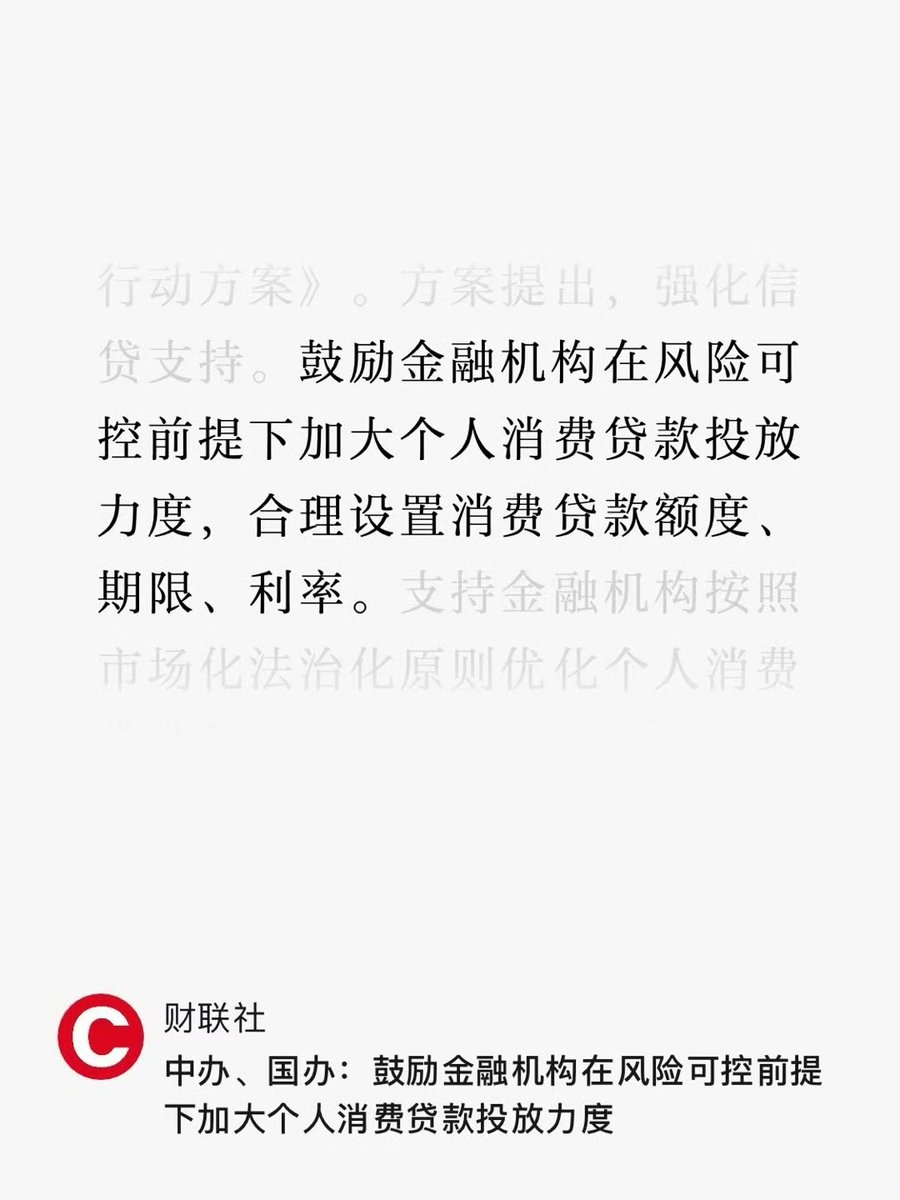 行动方案》。方案提出，强化信
贷支持。鼓励金融机构在风险可
控前提下加大个人消费贷款投放
力度，合理设置消费贷款额度、
期限、利率。支持金融机构按照
市场化法治化原则优化个人消费
C
财联社
中办、国办：鼓励金融机构在风险可控前提
下加大个人消费贷款投放力度